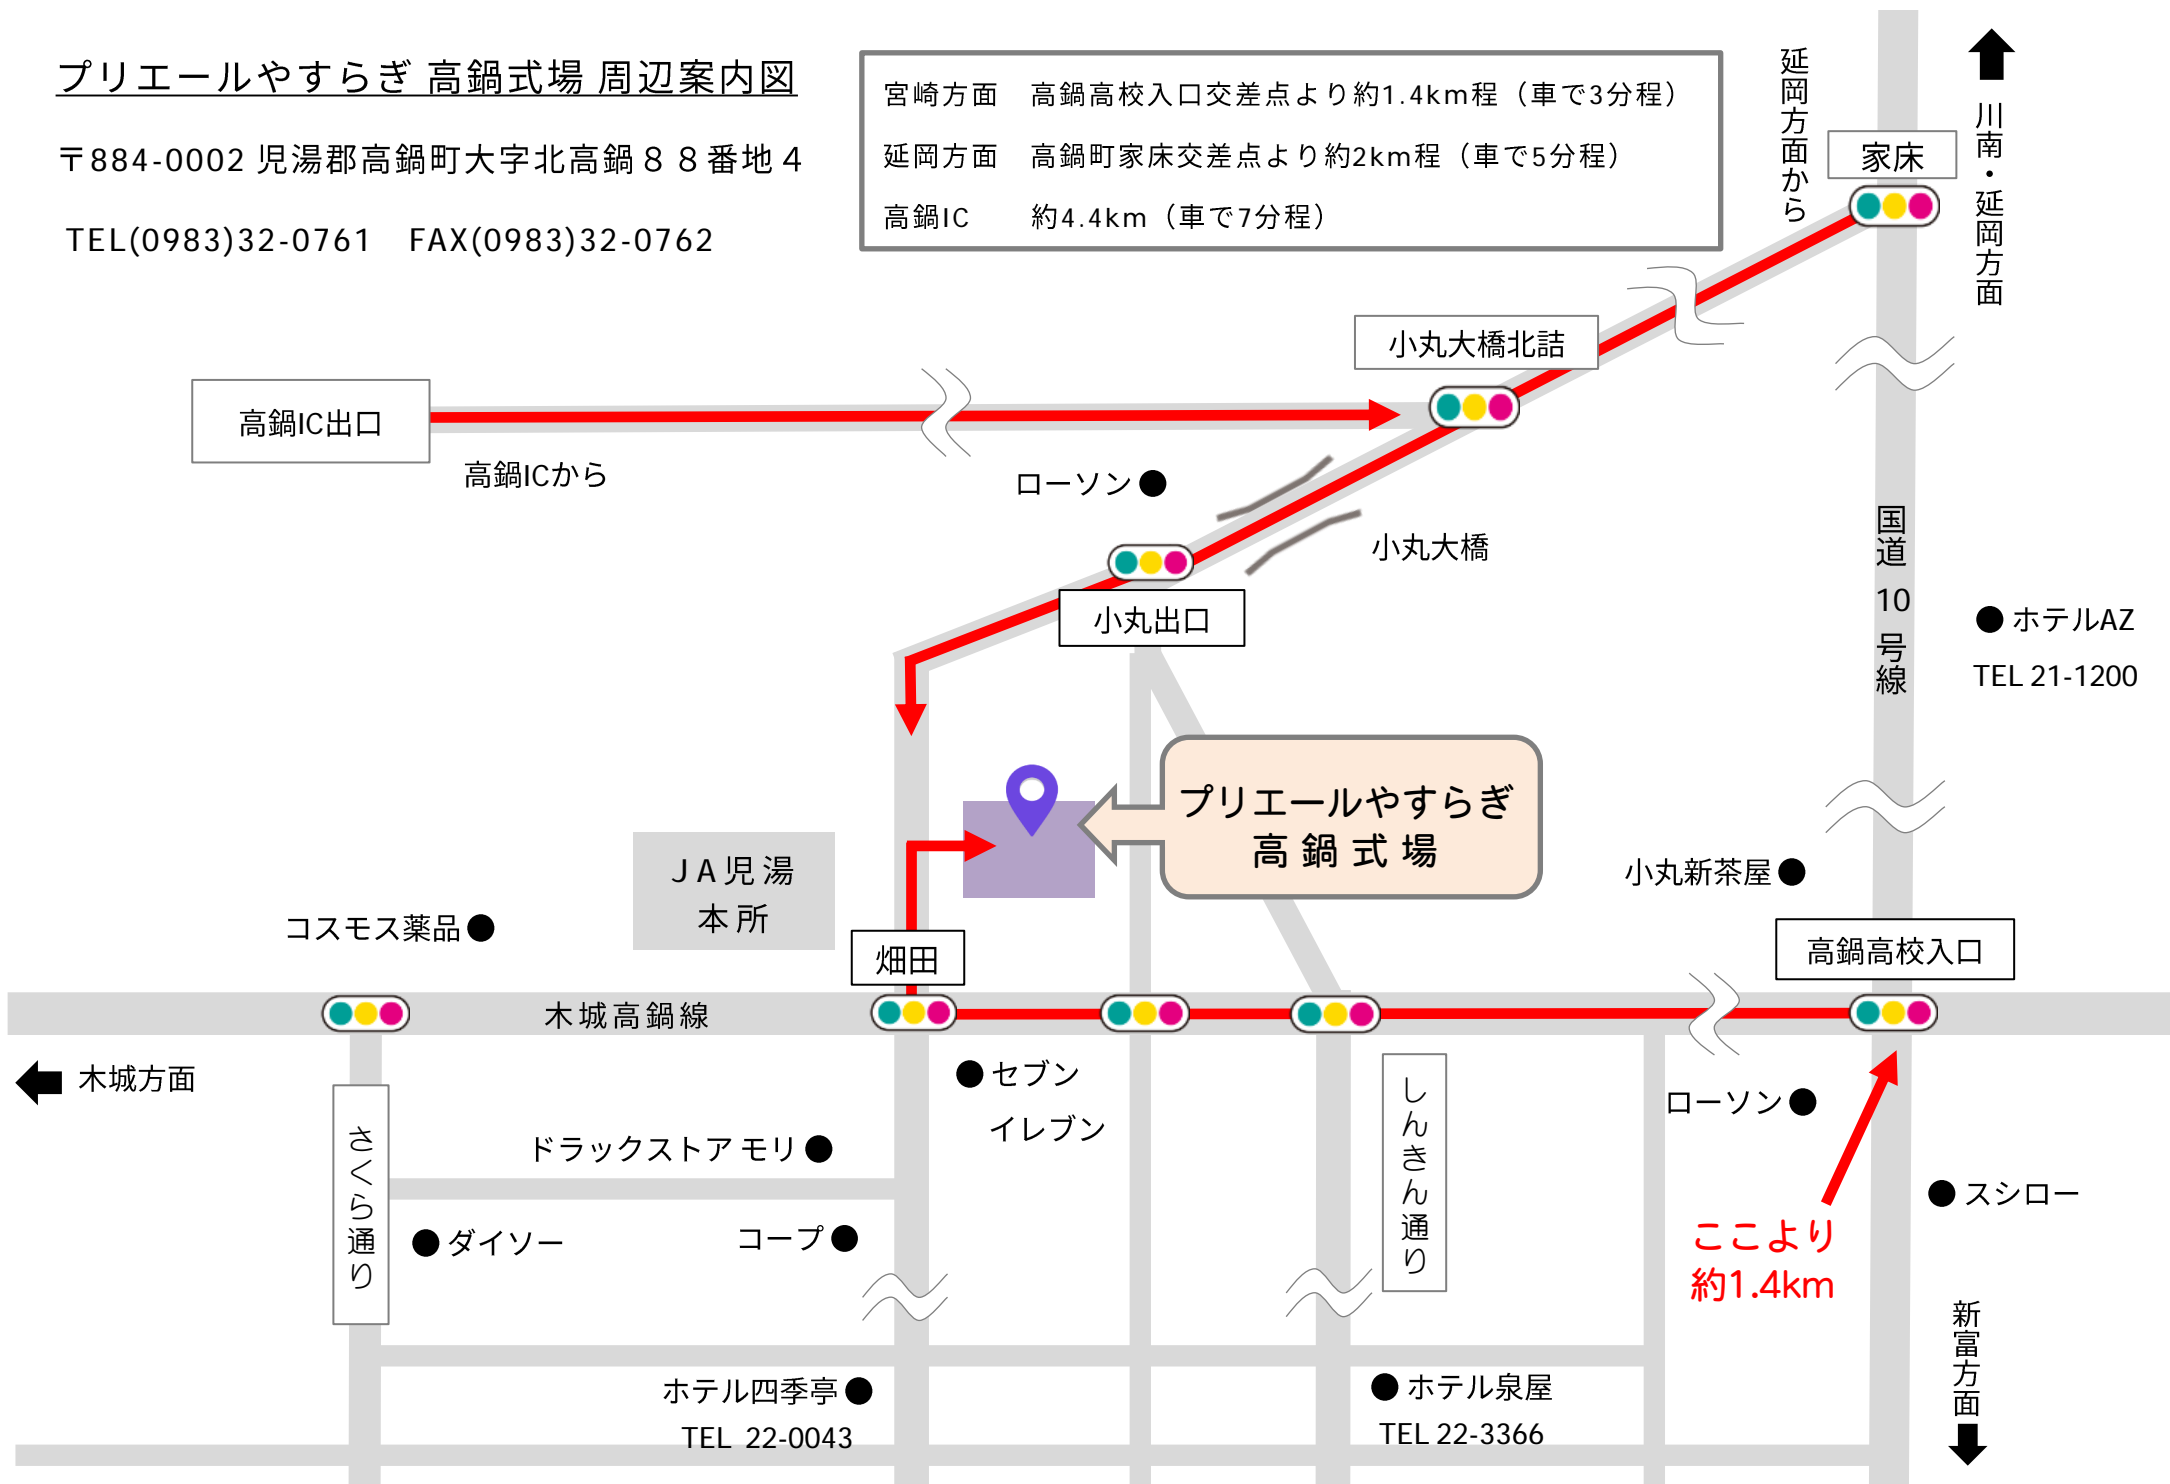 プリエールやすらぎ 高鍋式場 周辺案内図
〒884-0002 児湯郡高鍋町大字北高鍋８８番地４
TEL(0983)32-0761 FAX(0983)32-0762
宮崎方面 高鍋高校入口交差点より約1.4km程（車で3分程）
延岡方面 高鍋町家床交差点より約2km程（車で5分程）
高鍋IC 約4.4km（車で7分程）
延岡方面から
家床
川南・延岡方面
小丸大橋北詰
高鍋IC出口
高鍋ICから
ローソン
小丸大橋
小丸出口
国道10号線
ホテルAZ
TEL 21-1200
プリエールやすらぎ
高鍋式場
JA児湯
本所
小丸新茶屋
コスモス薬品
畑田
高鍋高校入口
木城高鍋線
木城方面
セブン
イレブン
しんきん通り
ローソン
さくら通り
ドラックストア モリ
スシロー
ダイソー
コープ
ここより
約1.4km
新富方面
ホテル四季亭
TEL 22-0043
ホテル泉屋
TEL 22-3366